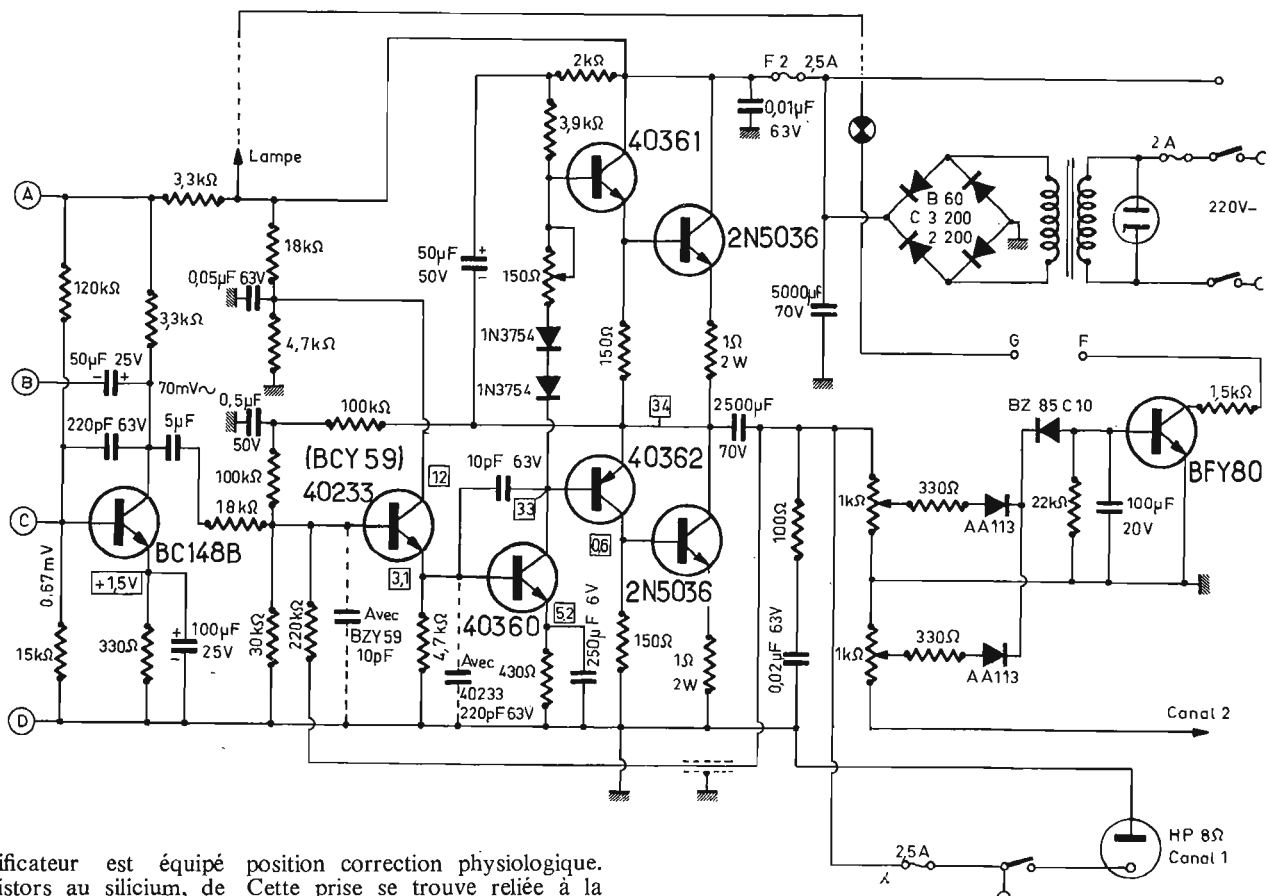 2kΩ
F 2 2,5A
0,01µF
63V
3,9kΩ
40361
2 A
Lampe
A
3,3kΩ
B 60
C 3 200
2 200
220V~
2N5036
18kΩ
50µF
50V
+
-
150Ω
0,05µF 63V
120kΩ
3,3kΩ
5000µF
70V
4,7kΩ
1N3754
150Ω
1Ω
2W
G
F
50µF 25V
- +
B
1N3754
1,5kΩ
70mV~
0,5µF
50V
100kΩ
34
2500µF
70V
BZ 85 C10
220pF 63V
5µF
(BCY 59)
40233
12
10pF 63V
40362
BFY80
100kΩ
33
1kΩ
330Ω
22kΩ
100µF
20V
18kΩ
100Ω
AA113
C
BC148B
0,6
2N5036
0.67mV
+1,5V
3,1
40360
5,2
Avec
BZY59
10pF
4,7kΩ
250µF 6V
63V
0,02µF
330Ω
1kΩ
15kΩ
330Ω
+
-
100µF
25V
30kΩ
220kΩ
Avec
40233
220pF63V
430Ω
150Ω
1Ω
2W
AA113
D
Canal 2
HP 8Ω
Canal 1
2,5A
ificateur est équipé
istors au silicium, de
position correction physiologique.
Cette prise se trouve reliée à la